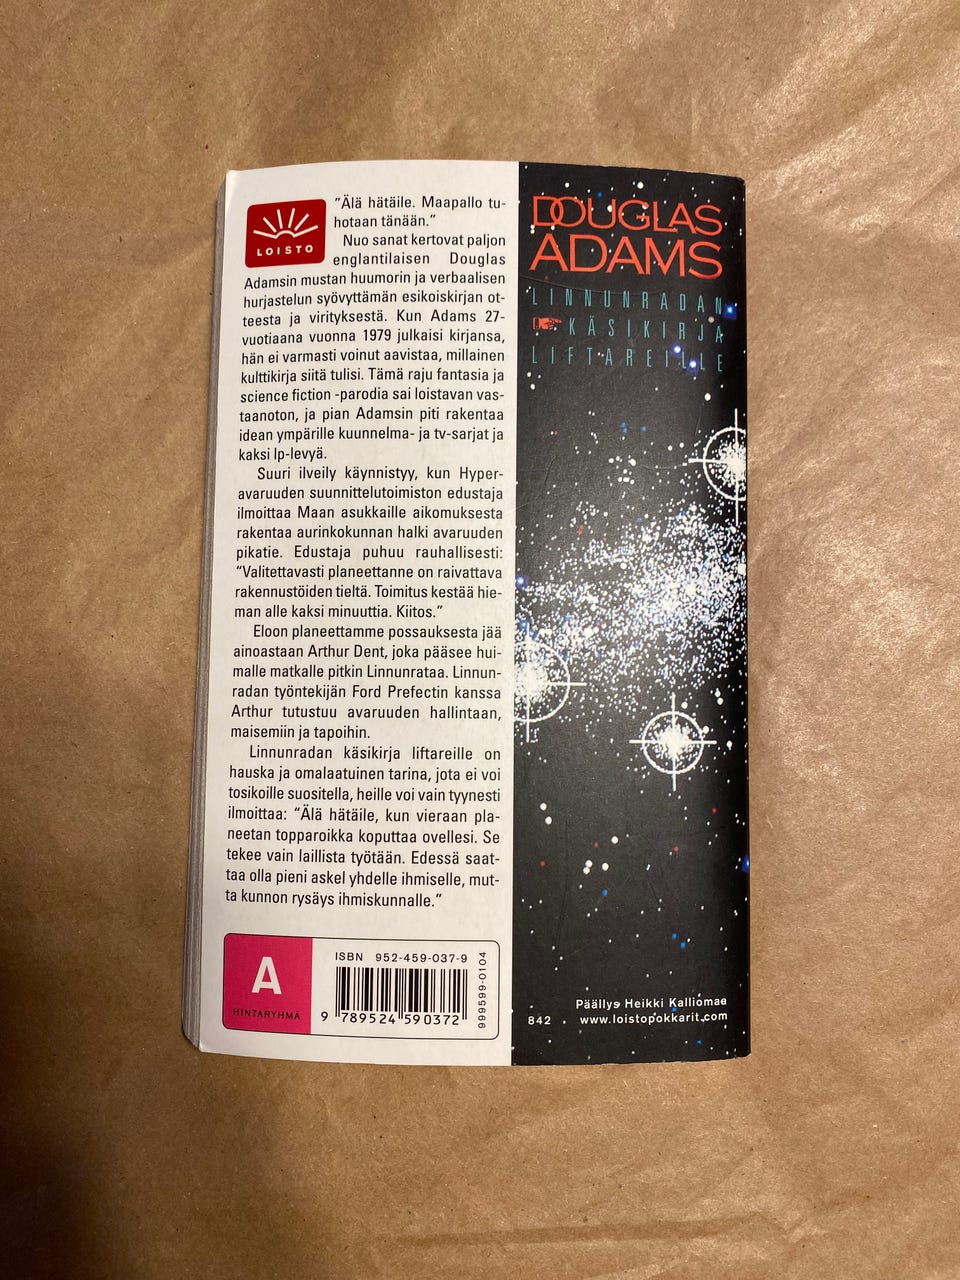 LOISTO
"Älä hätäile. Maapallo tu-
hotaan tänään."
Nuo sanat kertovat paljon
englantilaisen Douglas
Adamsin mustan huumorin ja verbaalisen
hurjastelun syövyttämän esikoiskirjan ot-
teesta ja virityksestä. Kun Adams 27-
vuotiaana vuonna 1979 julkaisi kirjansa,
hän ei varmasti voinut aavistaa, millainen
kulttikirja siitä tulisi. Tämä raju fantasia ja
science fiction -parodia sai loistavan vas-
taanoton, ja pian Adamsin piti rakentaa
idean ympärille kuunnelma- ja tv-sarjat ja
kaksi lp-levyä.
Suuri ilveily käynnistyy, kun Hyper-
avaruuden suunnittelutoimiston edustaja
ilmoittaa Maan asukkaille aikomuksesta
rakentaa aurinkokunnan halki avaruuden
pikatie. Edustaja puhuu rauhallisesti:
"Valitettavasti planeettanne on raivattava
rakennustöiden tieltä. Toimitus kestää hie-
man alle kaksi minuuttia. Kiitos."
Eloon planeettamme possauksesta jää
ainoastaan Arthur Dent, joka pääsee hui-
malle matkalle pitkin Linnunrataa. Linnun-
radan työntekijän Ford Prefectin kanssa
Arthur tutustuu avaruuden hallintaan,
maisemiin ja tapoihin.
Linnunradan käsikirja liftareille on
hauska ja omalaatuinen tarina, jota ei voi
tosikoille suositella, heille voi vain tyynesti
ilmoittaa: "Älä hätäile, kun vieraan pla-
neetan topparoikka koputtaa ovellesi. Se
tekee vain laillista työtään. Edessä saat-
taa olla pieni askel yhdelle ihmiselle, mut-
ta kunnon rysäys ihmiskunnalle."
A
HINTARYHMÄ
ISBN 952-459-037-9
9 789524 590372
999599-0104
DOUGLAS
ADAMS
LINNUNRADAN
KÄSIKIRJA
LIFTAREILLE
Päällys Heikki Kalliomaa
842 www.loistopokkarit.com